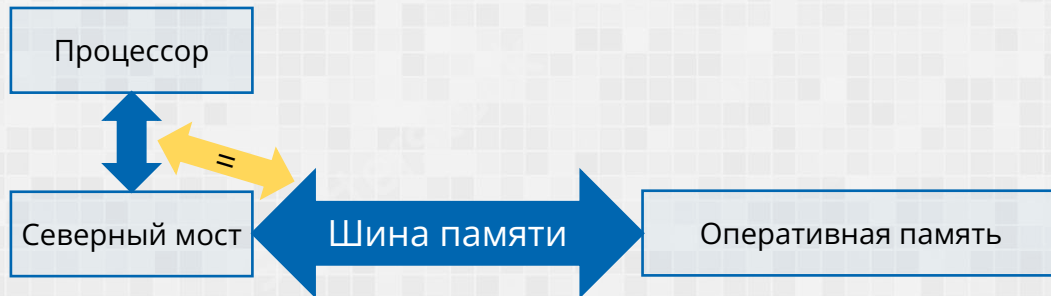 Процессор
=
Северный мост
Шина памяти
Оперативная память